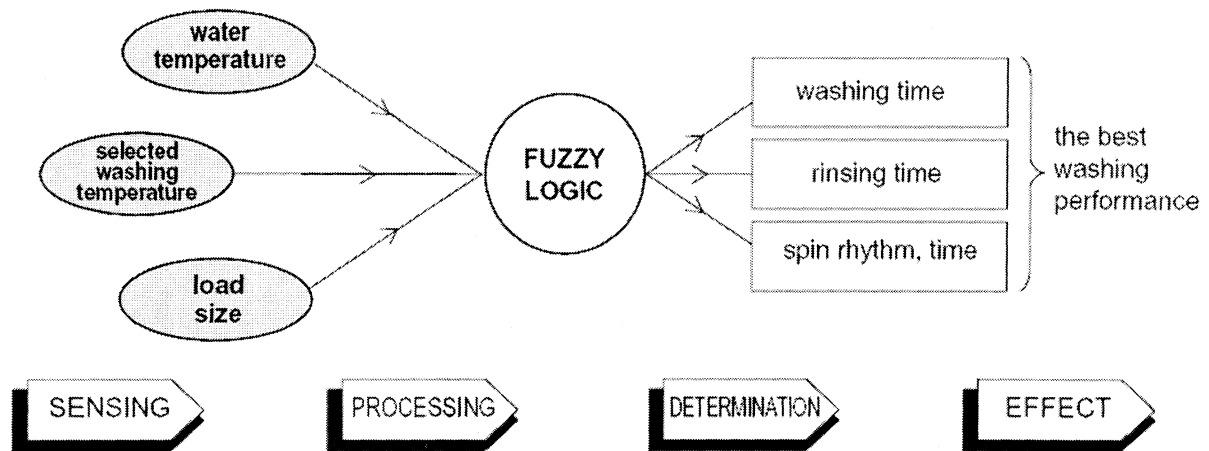 water
temperature
selected
washing
temperature
load
size
FUZZY
LOGIC
washing time
rinsing time
spin rhythm, time
the best
washing
performance
SENSING
PROCESSING
DETERMINATION
EFFECT